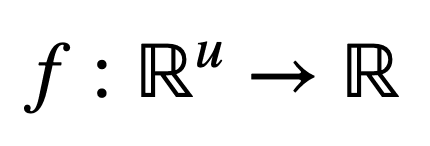 f : ℝᵘ → ℝ